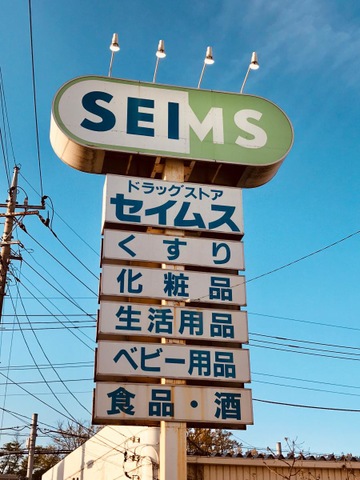 SEIMS
ドラッグストア
セイムス
くすり
化粧品
生活用品
ベビー用品
食品・酒